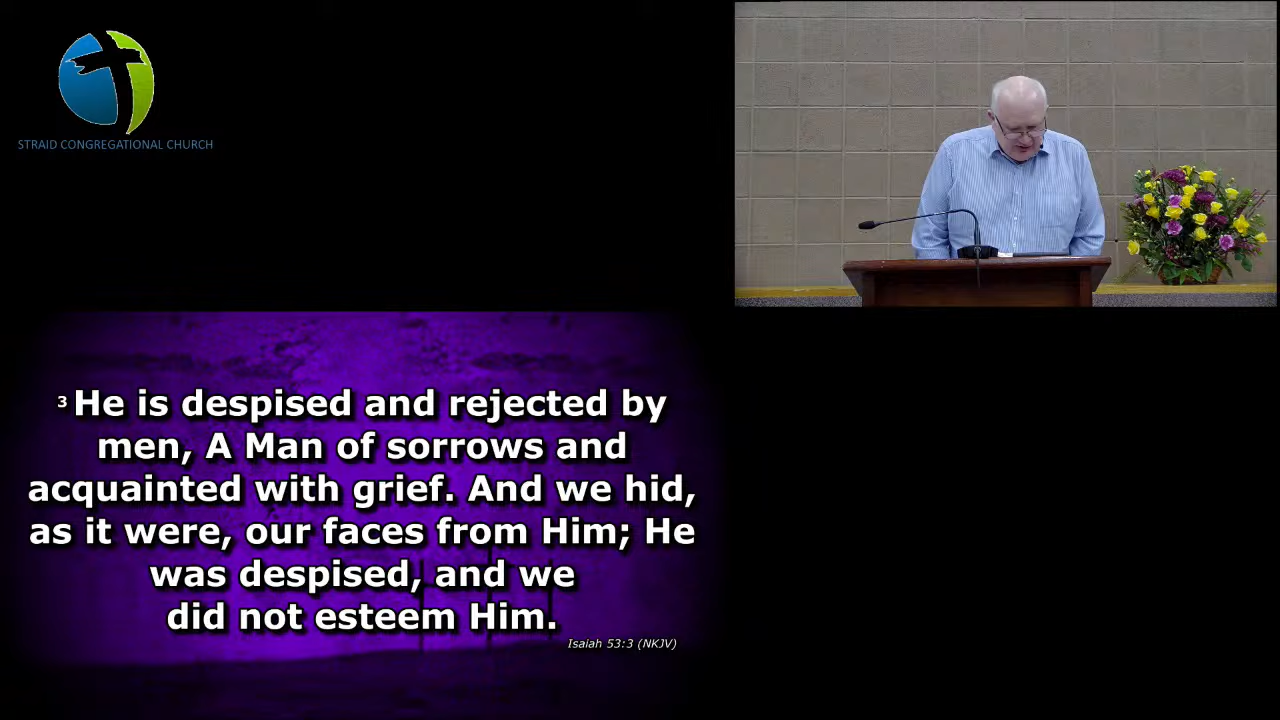 STRAID CONGREGATIONAL CHURCH
3 He is despised and rejected by
men, A Man of sorrows and
acquainted with grief. And we hid,
as it were, our faces from Him; He
was despised, and we
did not esteem Him.
Isaiah 53:3 (NKJV)